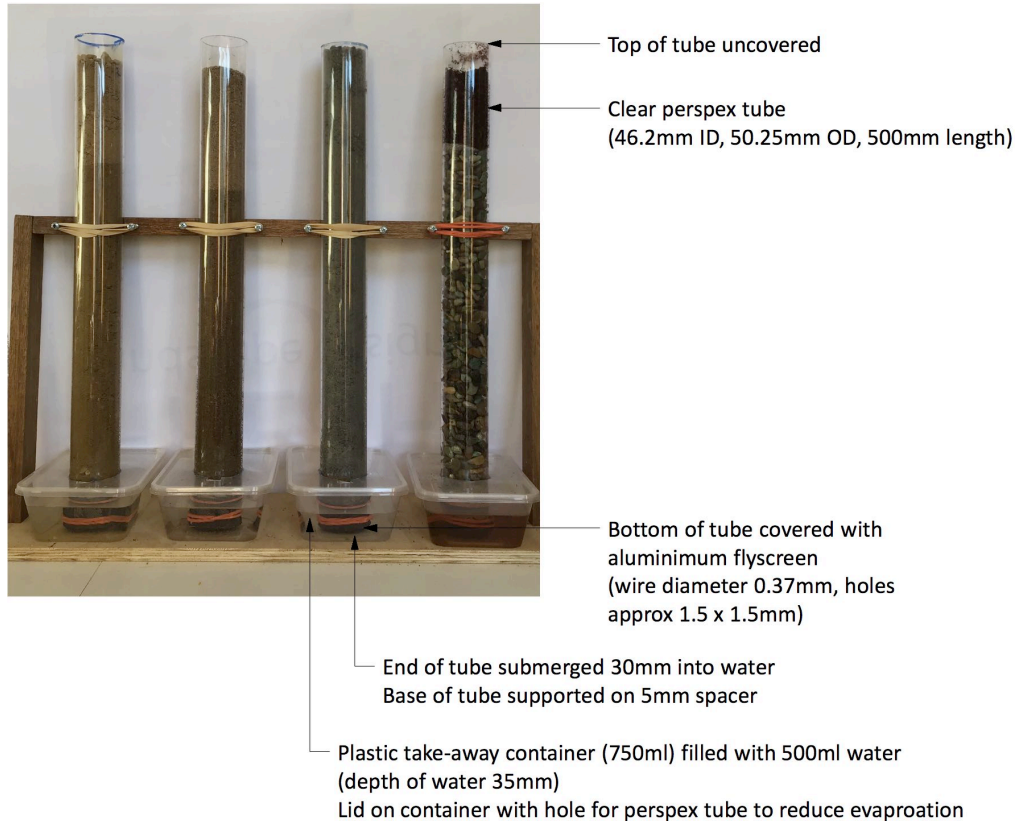 Top of tube uncovered
Clear perspex tube
(46.2mm ID, 50.25mm OD, 500mm length)
Bottom of tube covered with
aluminimum flyscreen
(wire diameter 0.37mm, holes
approx 1.5 x 1.5mm)
End of tube submerged 30mm into water
Base of tube supported on 5mm spacer
Plastic take-away container (750ml) filled with 500ml water
(depth of water 35mm)
Lid on container with hole for perspex tube to reduce evaproation